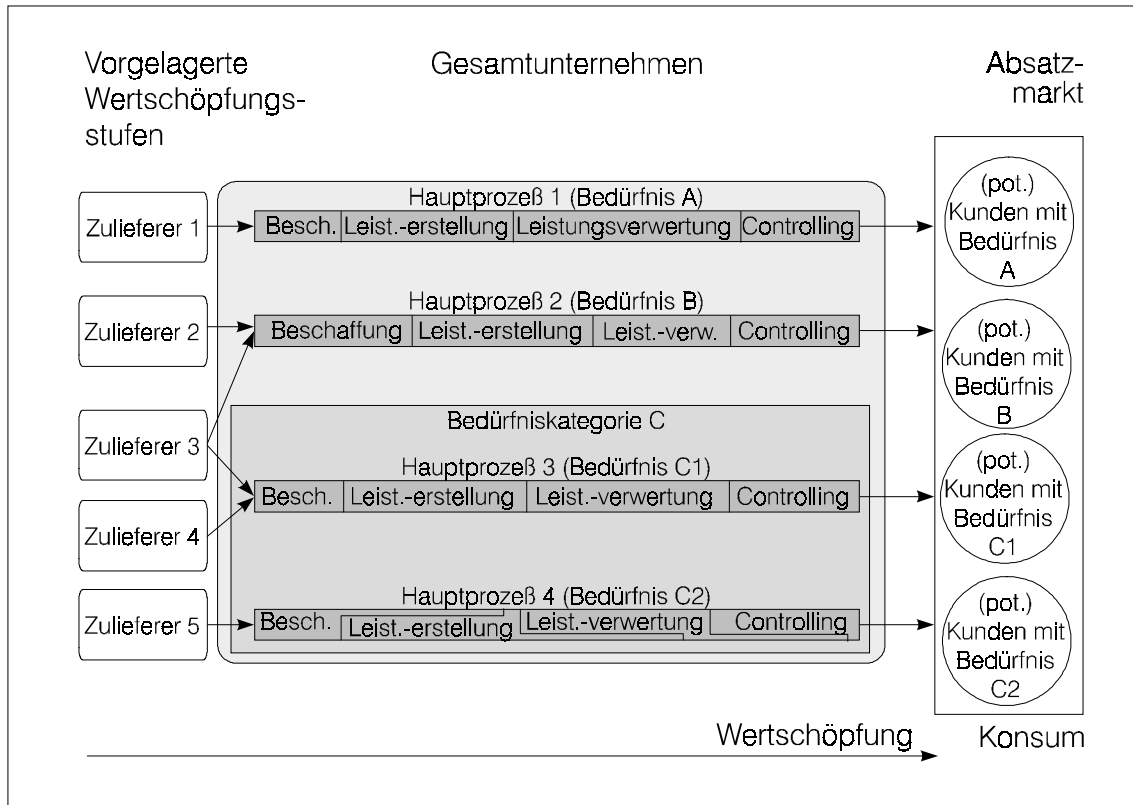 Vorgelagerte
Wertschöpfungs-
stufen
Gesamtunternehmen
Absatz-
markt
Zulieferer 1
Hauptprozeß 1 (Bedürfnis A)
Besch. Leist.-erstellung Leistungsverwertung Controlling
(pot.)
Kunden mit
Bedürfnis
A
Zulieferer 2
Hauptprozeß 2 (Bedürfnis B)
Beschaffung Leist.-erstellung Leist.-verw. Controlling
(pot.)
Kunden mit
Bedürfnis
B
Zulieferer 3
Bedürfniskategorie C
Hauptprozeß 3 (Bedürfnis C1)
Besch. Leist.-erstellung Leist.-verwertung Controlling
(pot.)
Kunden mit
Bedürfnis
C1
Zulieferer 4
Zulieferer 5
Hauptprozeß 4 (Bedürfnis C2)
Besch. Leist.-erstellung Leist.-verwertung Controlling
(pot.)
Kunden mit
Bedürfnis
C2
Wertschöpfung
Konsum